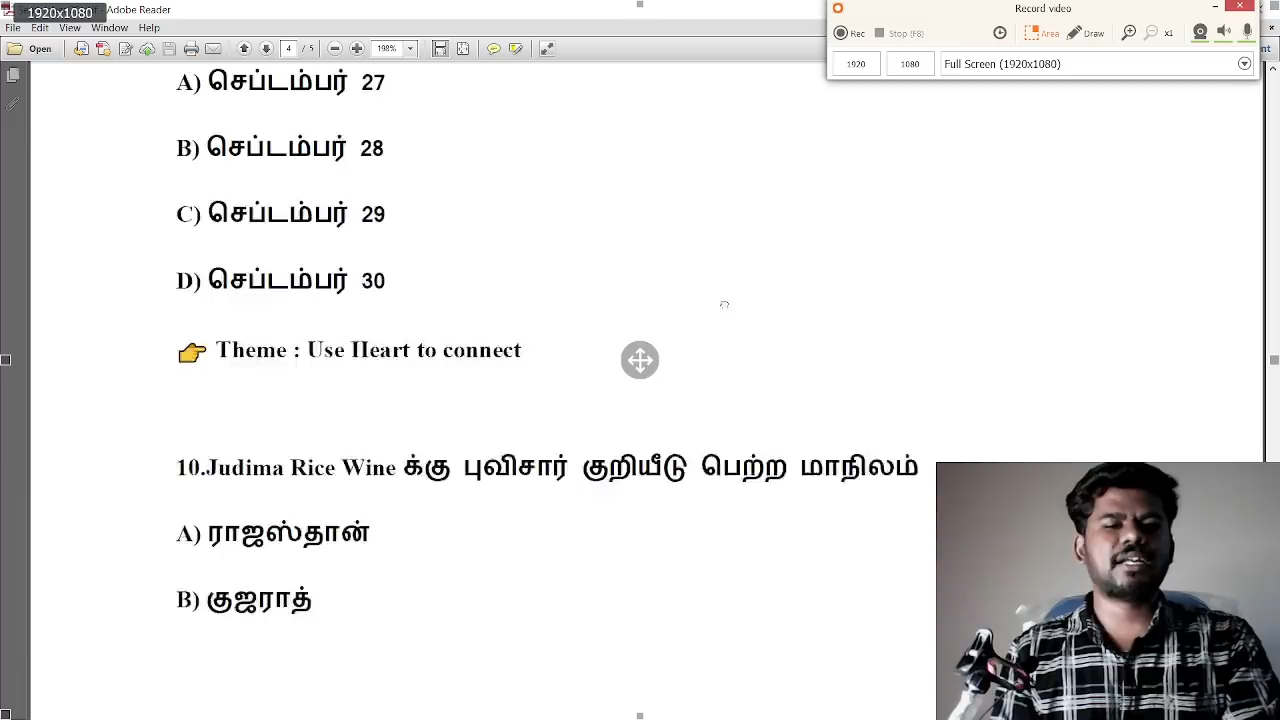 1920x1080
Adobe Reader
File Edit View Window Help
Open 4 / 5 198%
Record video
Rec Stop (F8) Area Draw x1
1920 1080 Full Screen (1920x1080)
A) செப்டம்பர் 27
B) செப்டம்பர் 28
C) செப்டம்பர் 29
D) செப்டம்பர் 30
Theme : Use Heart to connect
10.Judima Rice Wine க்கு புவிசார் குறியீடு பெற்ற மாநிலம்
A) ராஜஸ்தான்
B) குஜராத்